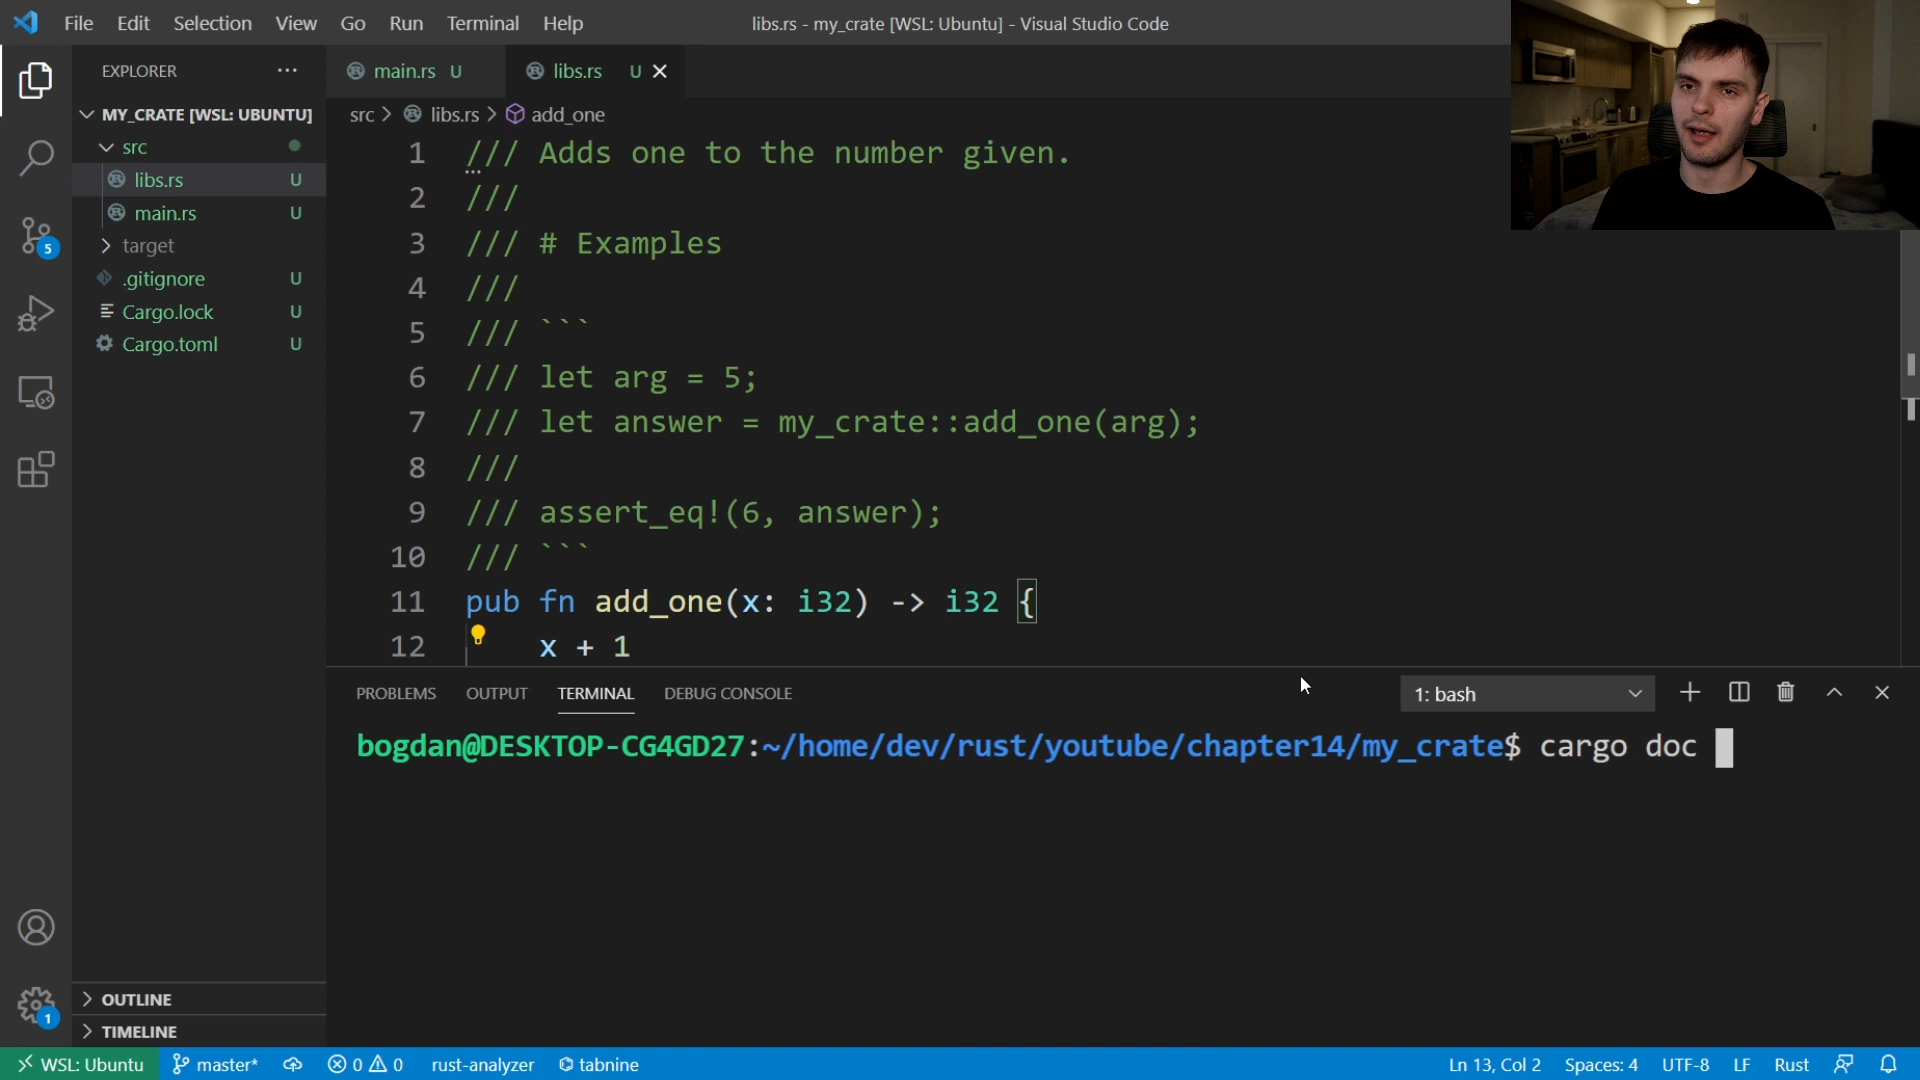 File Edit Selection View Go Run Terminal Help
libs.rs - my_crate [WSL: Ubuntu] - Visual Studio Code
EXPLORER
MY_CRATE [WSL: UBUNTU]
src
libs.rs U
main.rs U
target
.gitignore U
Cargo.lock U
Cargo.toml U
OUTLINE
TIMELINE
5
1
main.rs U
libs.rs U
src > libs.rs > add_one
1 /// Adds one to the number given.
2 ///
3 /// # Examples
4 ///
5 /// ```
6 /// let arg = 5;
7 /// let answer = my_crate::add_one(arg);
8 ///
9 /// assert_eq!(6, answer);
10 /// ```
11 pub fn add_one(x: i32) -> i32 {
12 x + 1
PROBLEMS OUTPUT TERMINAL DEBUG CONSOLE
1: bash
bogdan@DESKTOP-CG4GD27:~/home/dev/rust/youtube/chapter14/my_crate$ cargo doc
WSL: Ubuntu master* 0 0 rust-analyzer tabnine
Ln 13, Col 2 Spaces: 4 UTF-8 LF Rust